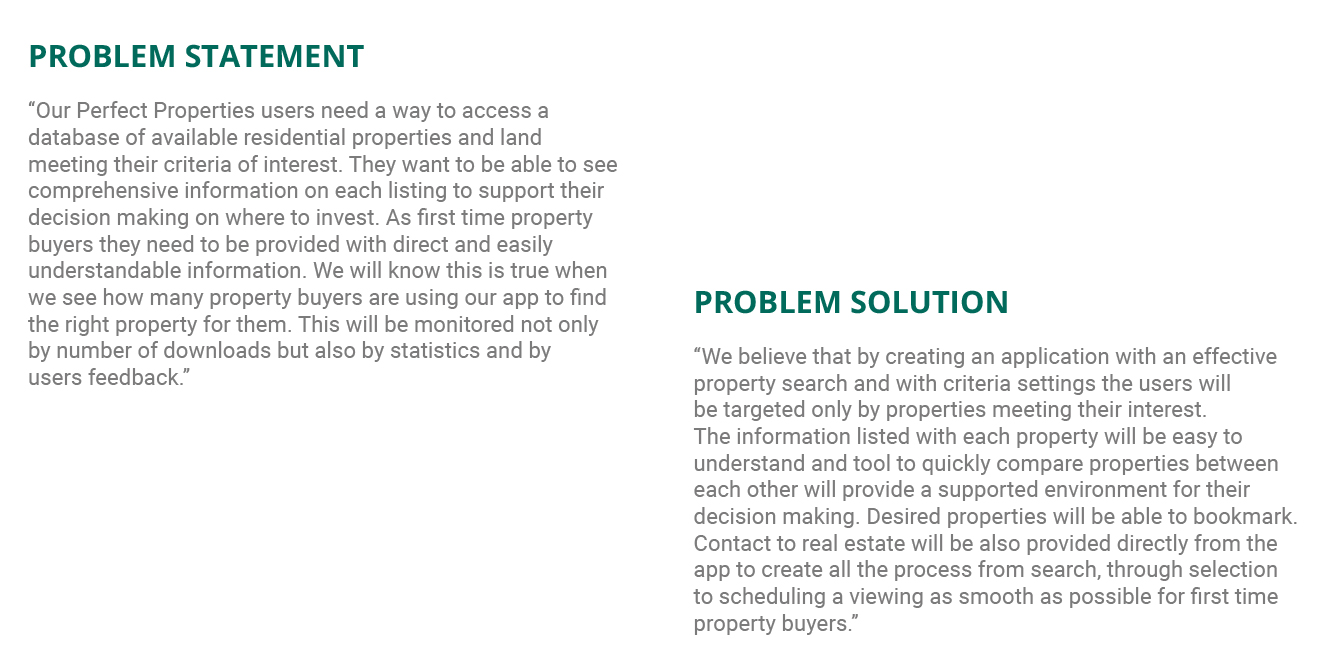 PROBLEM STATEMENT
“Our Perfect Properties users need a way to access a
database of available residential properties and land
meeting their criteria of interest. They want to be able to see
comprehensive information on each listing to support their
decision making on where to invest. As first time property
buyers they need to be provided with direct and easily
understandable information. We will know this is true when
we see how many property buyers are using our app to find
the right property for them. This will be monitored not only
by number of downloads but also by statistics and by
users feedback.”
PROBLEM SOLUTION
“We believe that by creating an application with an effective
property search and with criteria settings the users will
be targeted only by properties meeting their interest.
The information listed with each property will be easy to
understand and tool to quickly compare properties between
each other will provide a supported environment for their
decision making. Desired properties will be able to bookmark.
Contact to real estate will be also provided directly from the
app to create all the process from search, through selection
to scheduling a viewing as smooth as possible for first time
property buyers.”